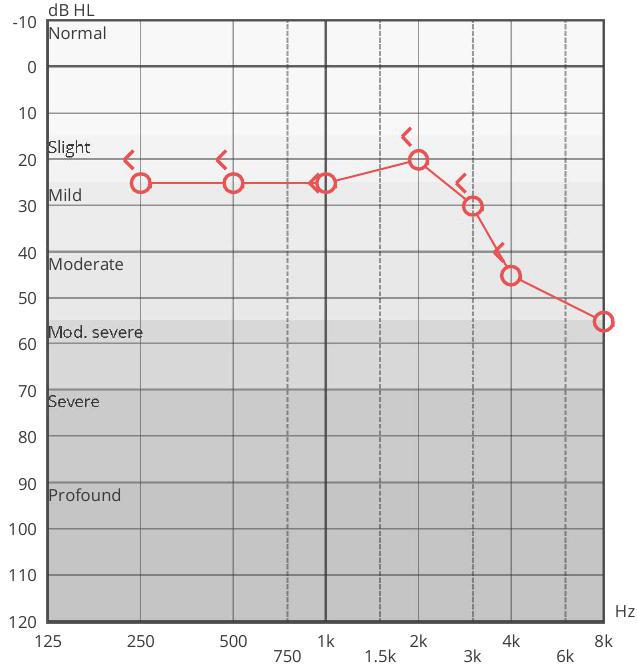 dB HL
-10
Normal
0
10
Slight
20
Mild
30
40
Moderate
50
Mod. severe
60
70
Severe
80
90
Profound
100
110
120
Hz
125 250 500 1k 2k 4k 8k
750 1.5k 3k 6k